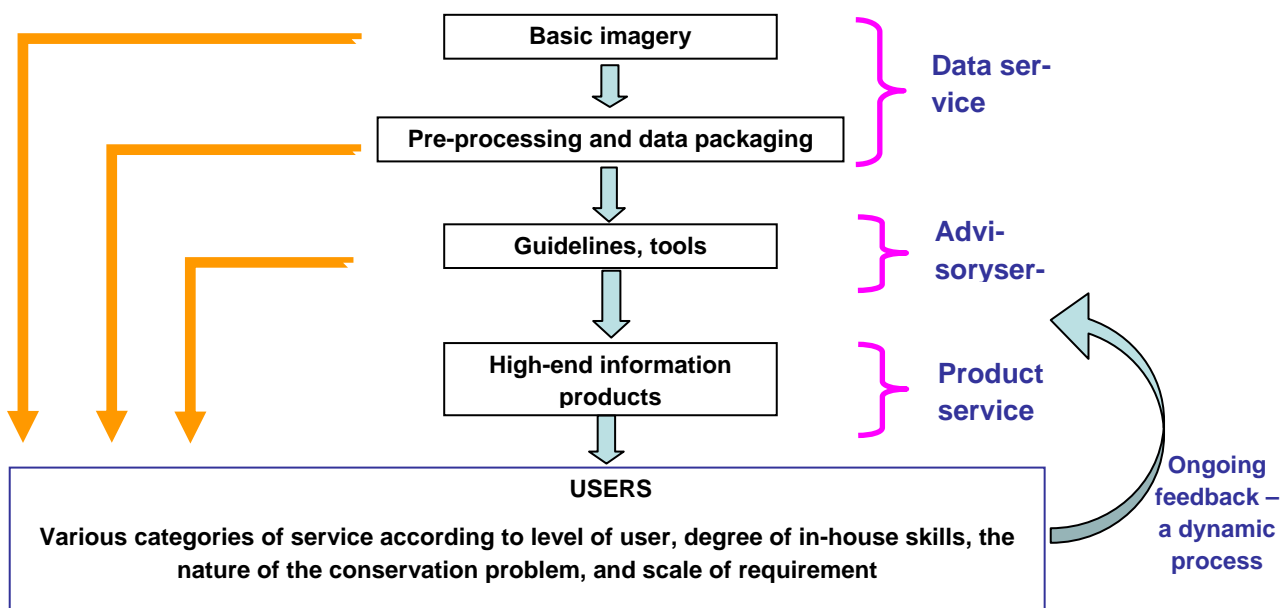 Basic imagery
Data ser-
vice
Pre-processing and data packaging
Guidelines, tools
Advi-
soryser-
High-end information
products
Product
service
Ongoing
feedback –
a dynamic
process
USERS
Various categories of service according to level of user, degree of in-house skills, the
nature of the conservation problem, and scale of requirement